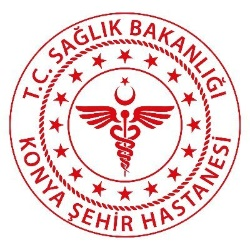 T.C. SAĞLIK BAKANLIĞI
KONYA ŞEHİR HASTANESİ